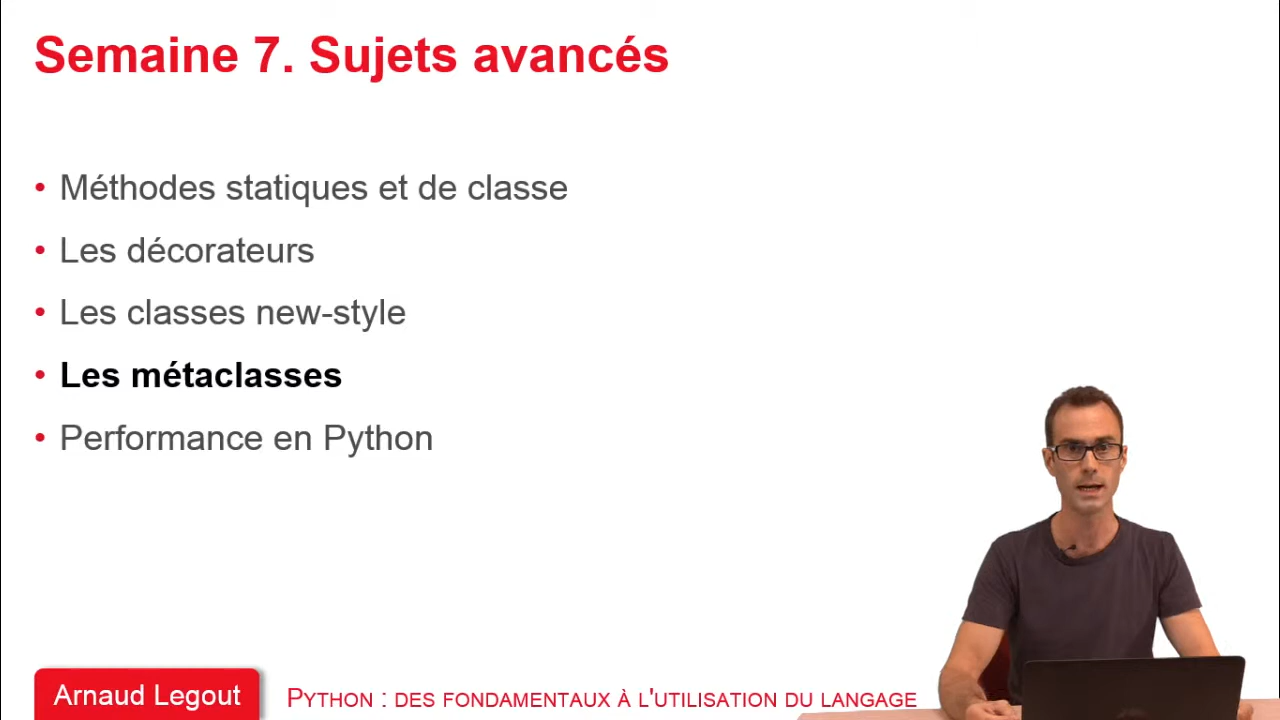 Semaine 7. Sujets avancés
• Méthodes statiques et de classe
• Les décorateurs
• Les classes new-style
• Les métaclasses
• Performance en Python
Arnaud Legout
PYTHON : DES FONDAMENTAUX À L'UTILISATION DU LANGAGE